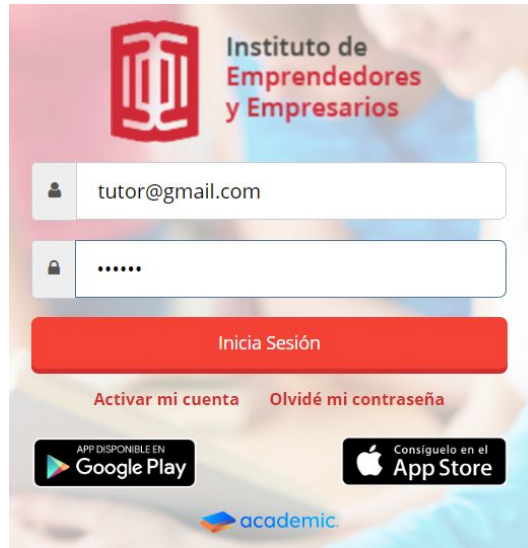 Instituto de
Emprendedores
y Empresarios
tutor@gmail.com
••••••
Inicia Sesión
Activar mi cuenta Olvidé mi contraseña
APP DISPONIBLE EN
Google Play
Consíguelo en el
App Store
academic.